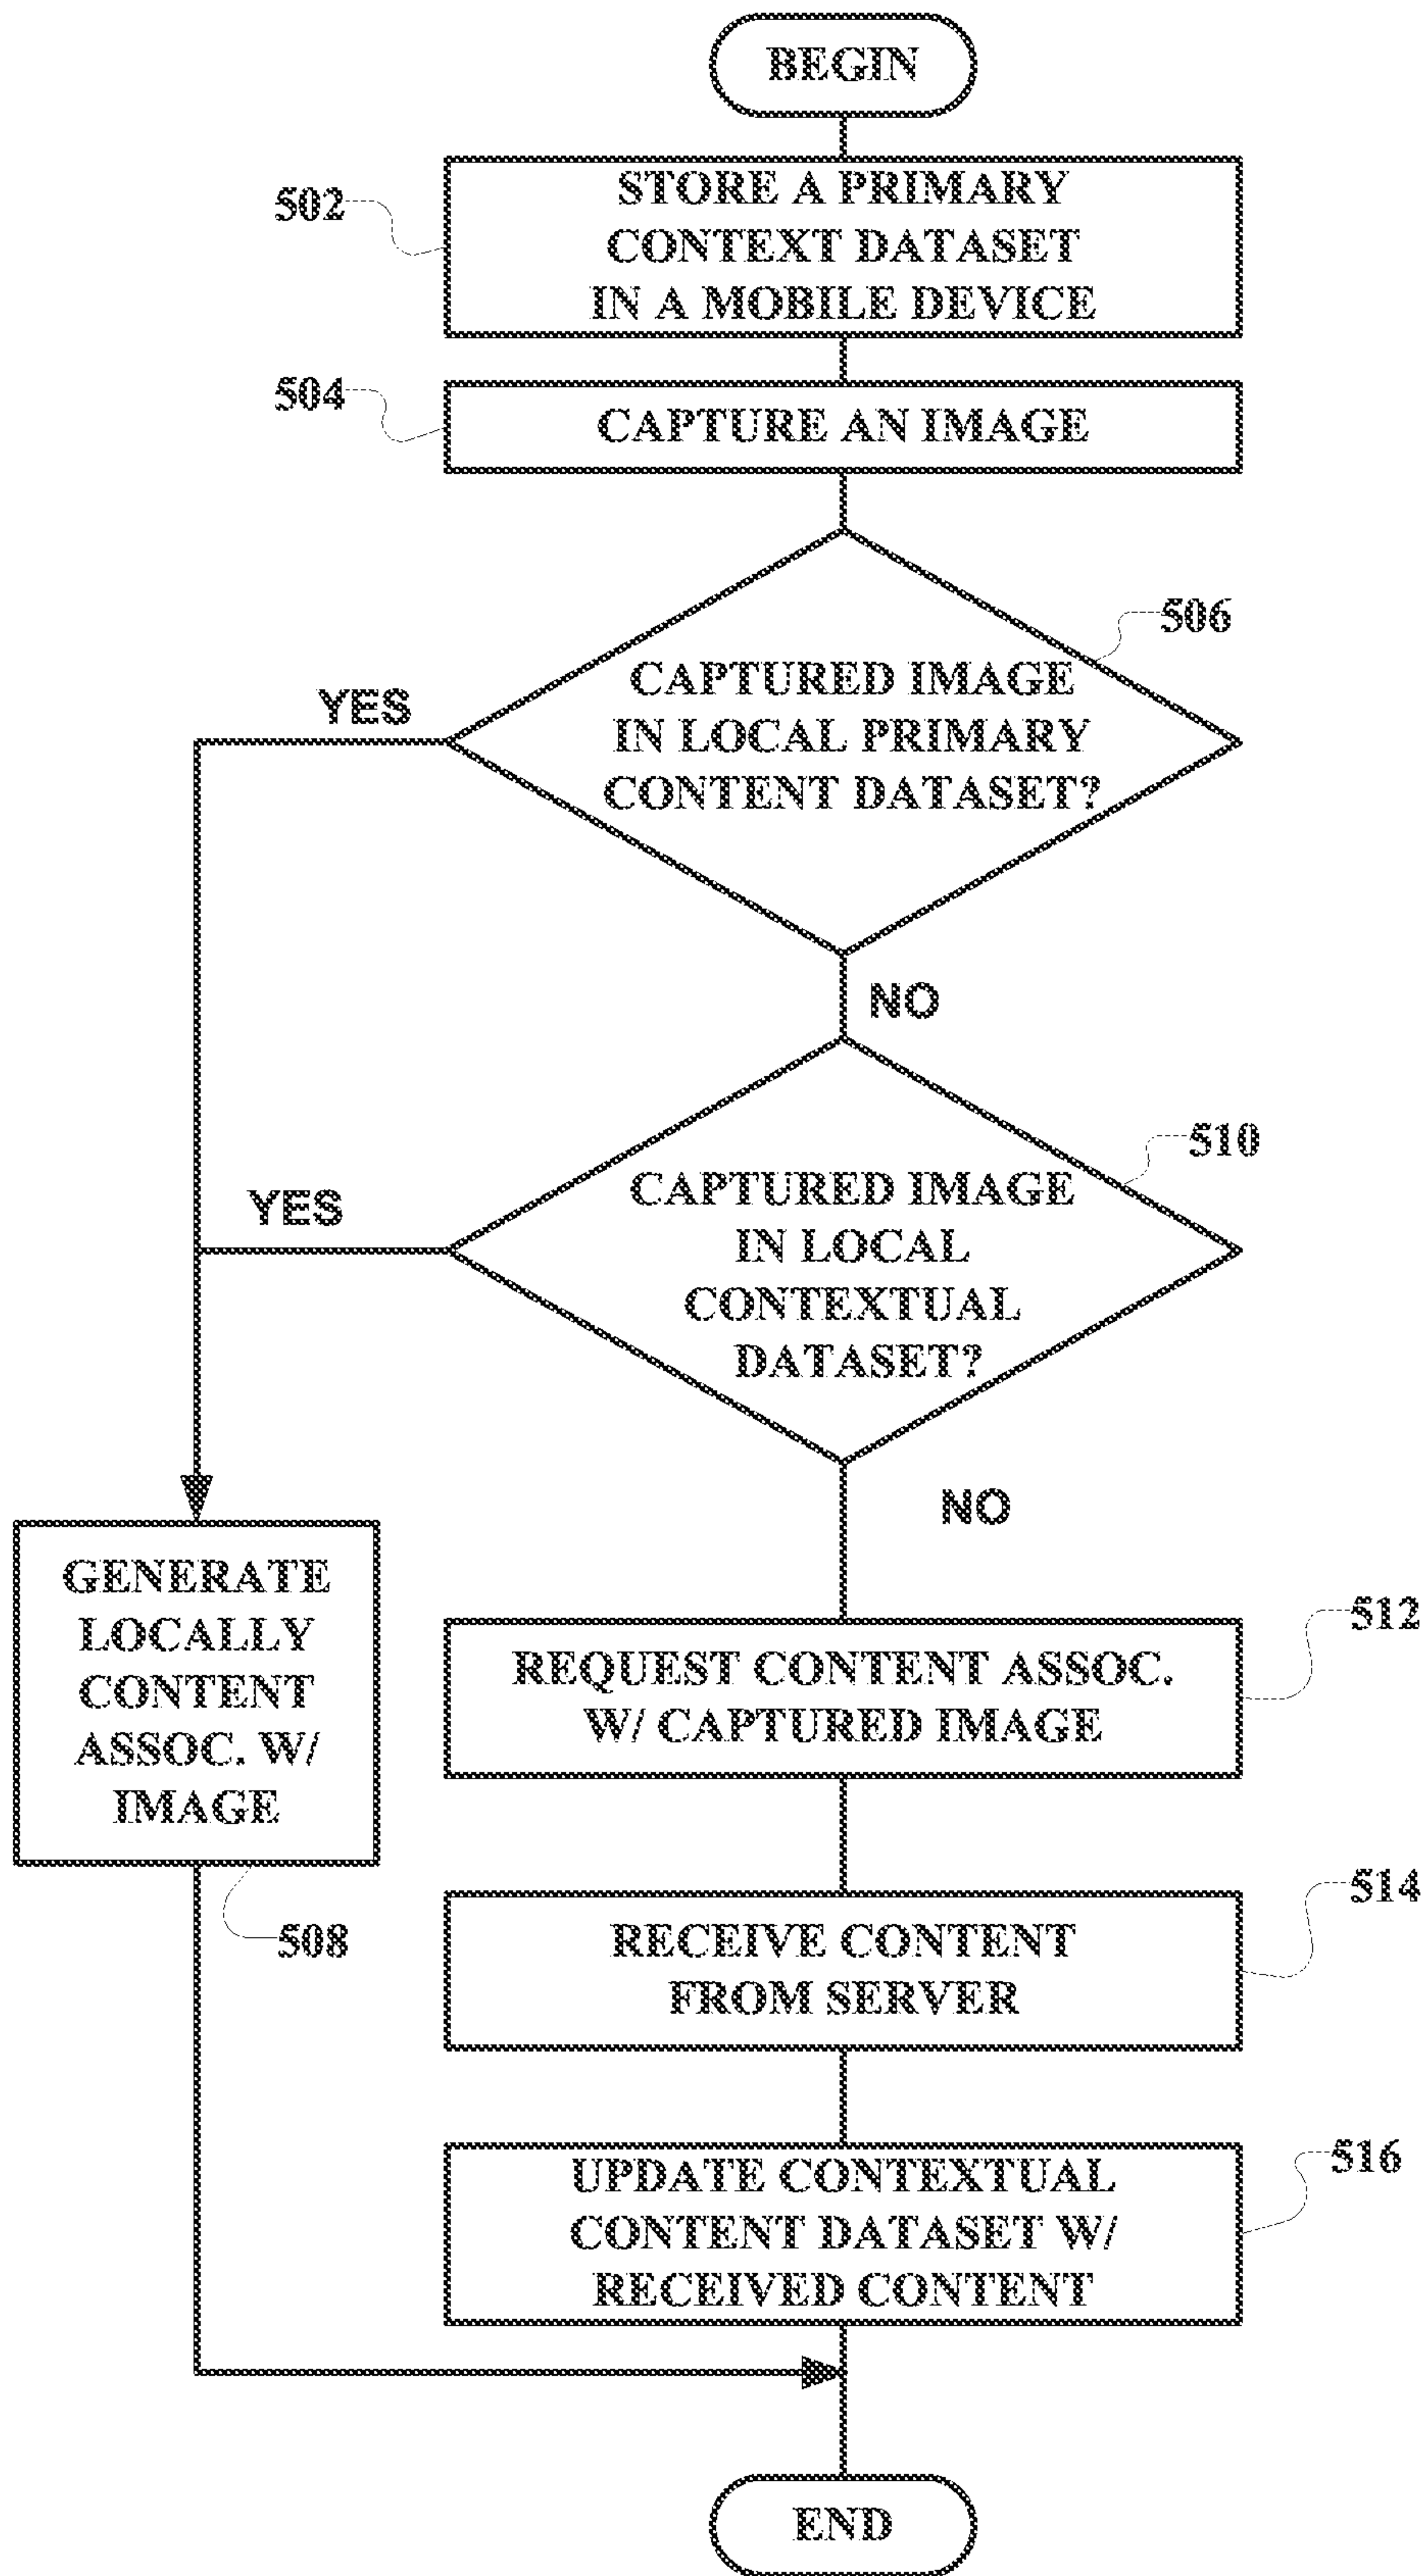 BEGIN
502
STORE A PRIMARY
CONTEXT DATASET
IN A MOBILE DEVICE
504
CAPTURE AN IMAGE
506
CAPTURED IMAGE
IN LOCAL PRIMARY
CONTENT DATASET?
YES
NO
510
CAPTURED IMAGE
IN LOCAL
CONTEXTUAL
DATASET?
YES
NO
GENERATE
LOCALLY
CONTENT
ASSOC. W/
IMAGE
508
512
REQUEST CONTENT ASSOC.
W/ CAPTURED IMAGE
514
RECEIVE CONTENT
FROM SERVER
516
UPDATE CONTEXTUAL
CONTENT DATASET W/
RECEIVED CONTENT
END